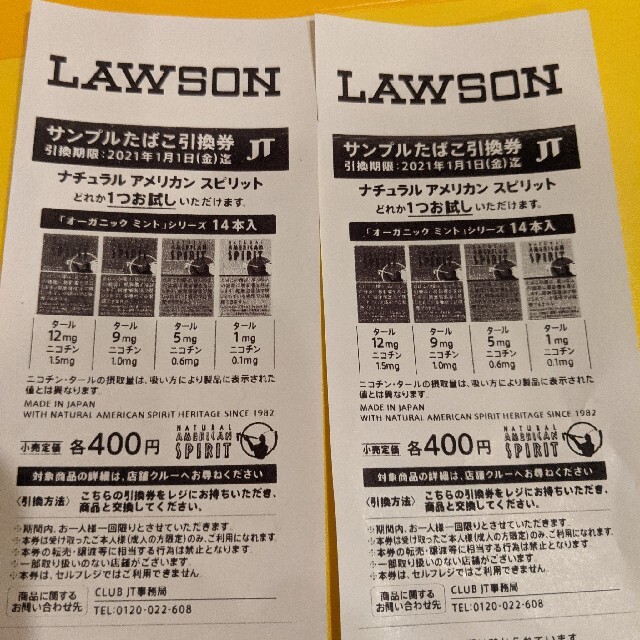 LAWSON
サンプルたばこ引換券
引換期限:2021年1月1日(金)迄
JT
ナチュラル アメリカン スピリット
どれか1つお試しいただけます。
「オーガニック ミント」シリーズ 14本入
NATURAL
AMERICAN
SPIRIT
タール タール タール タール
12mg 9mg 5mg 1mg
ニコチン ニコチン ニコチン ニコチン
1.5mg 1.0mg 0.6mg 0.1mg
ニコチン・タールの摂取量は、吸い方により製品に表示された
値とは異なります。
MADE IN JAPAN
WITH NATURAL AMERICAN SPIRIT HERITAGE SINCE 1982
小売定価 各400円
NATURAL
AMERICAN
SPIRIT
対象商品の詳細は、店舗クルーへお尋ねください
〈引換方法〉 こちらの引換券をレジにお持ちいただき、
商品と交換してください。
※期間内、お一人様一回限りとさせていただきます。
※本券は受け取ったご本人様(成人の方限定)のみ、ご利用になれます。
※本券の転売・譲渡等に相当する行為は禁止となります。
※一部取り扱いのない店舗がございます。
※本券は、セルフレジではご利用できません。
商品に関する
お問い合わせ先
CLUB JT事務局
TEL:0120-022-608
LAWSON
サンプルたばこ引換券
引換期限:2021年1月1日(金)迄
JT
ナチュラル アメリカン スピリット
どれか1つお試しいただけます。
「オーガニック ミント」シリーズ 14本入
NATURAL
AMERICAN
SPIRIT
タール タール タール タール
12mg 9mg 5mg 1mg
ニコチン ニコチン ニコチン ニコチン
1.5mg 1.0mg 0.6mg 0.1mg
ニコチン・タールの摂取量は、吸い方により製品に表示された
値とは異なります。
MADE IN JAPAN
WITH NATURAL AMERICAN SPIRIT HERITAGE SINCE 1982
小売定価 各400円
NATURAL
AMERICAN
SPIRIT
対象商品の詳細は、店舗クルーへお尋ねください
〈引換方法〉 こちらの引換券をレジにお持ちいただき、
商品と交換してください。
※期間内、お一人様一回限りとさせていただきます。
※本券は受け取ったご本人様(成人の方限定)のみ、ご利用になれます。
※本券の転売・譲渡等に相当する行為は禁止となります。
※一部取り扱いのない店舗がございます。
※本券は、セルフレジではご利用できません。
商品に関する
お問い合わせ先
CLUB JT事務局
TEL:0120-022-608